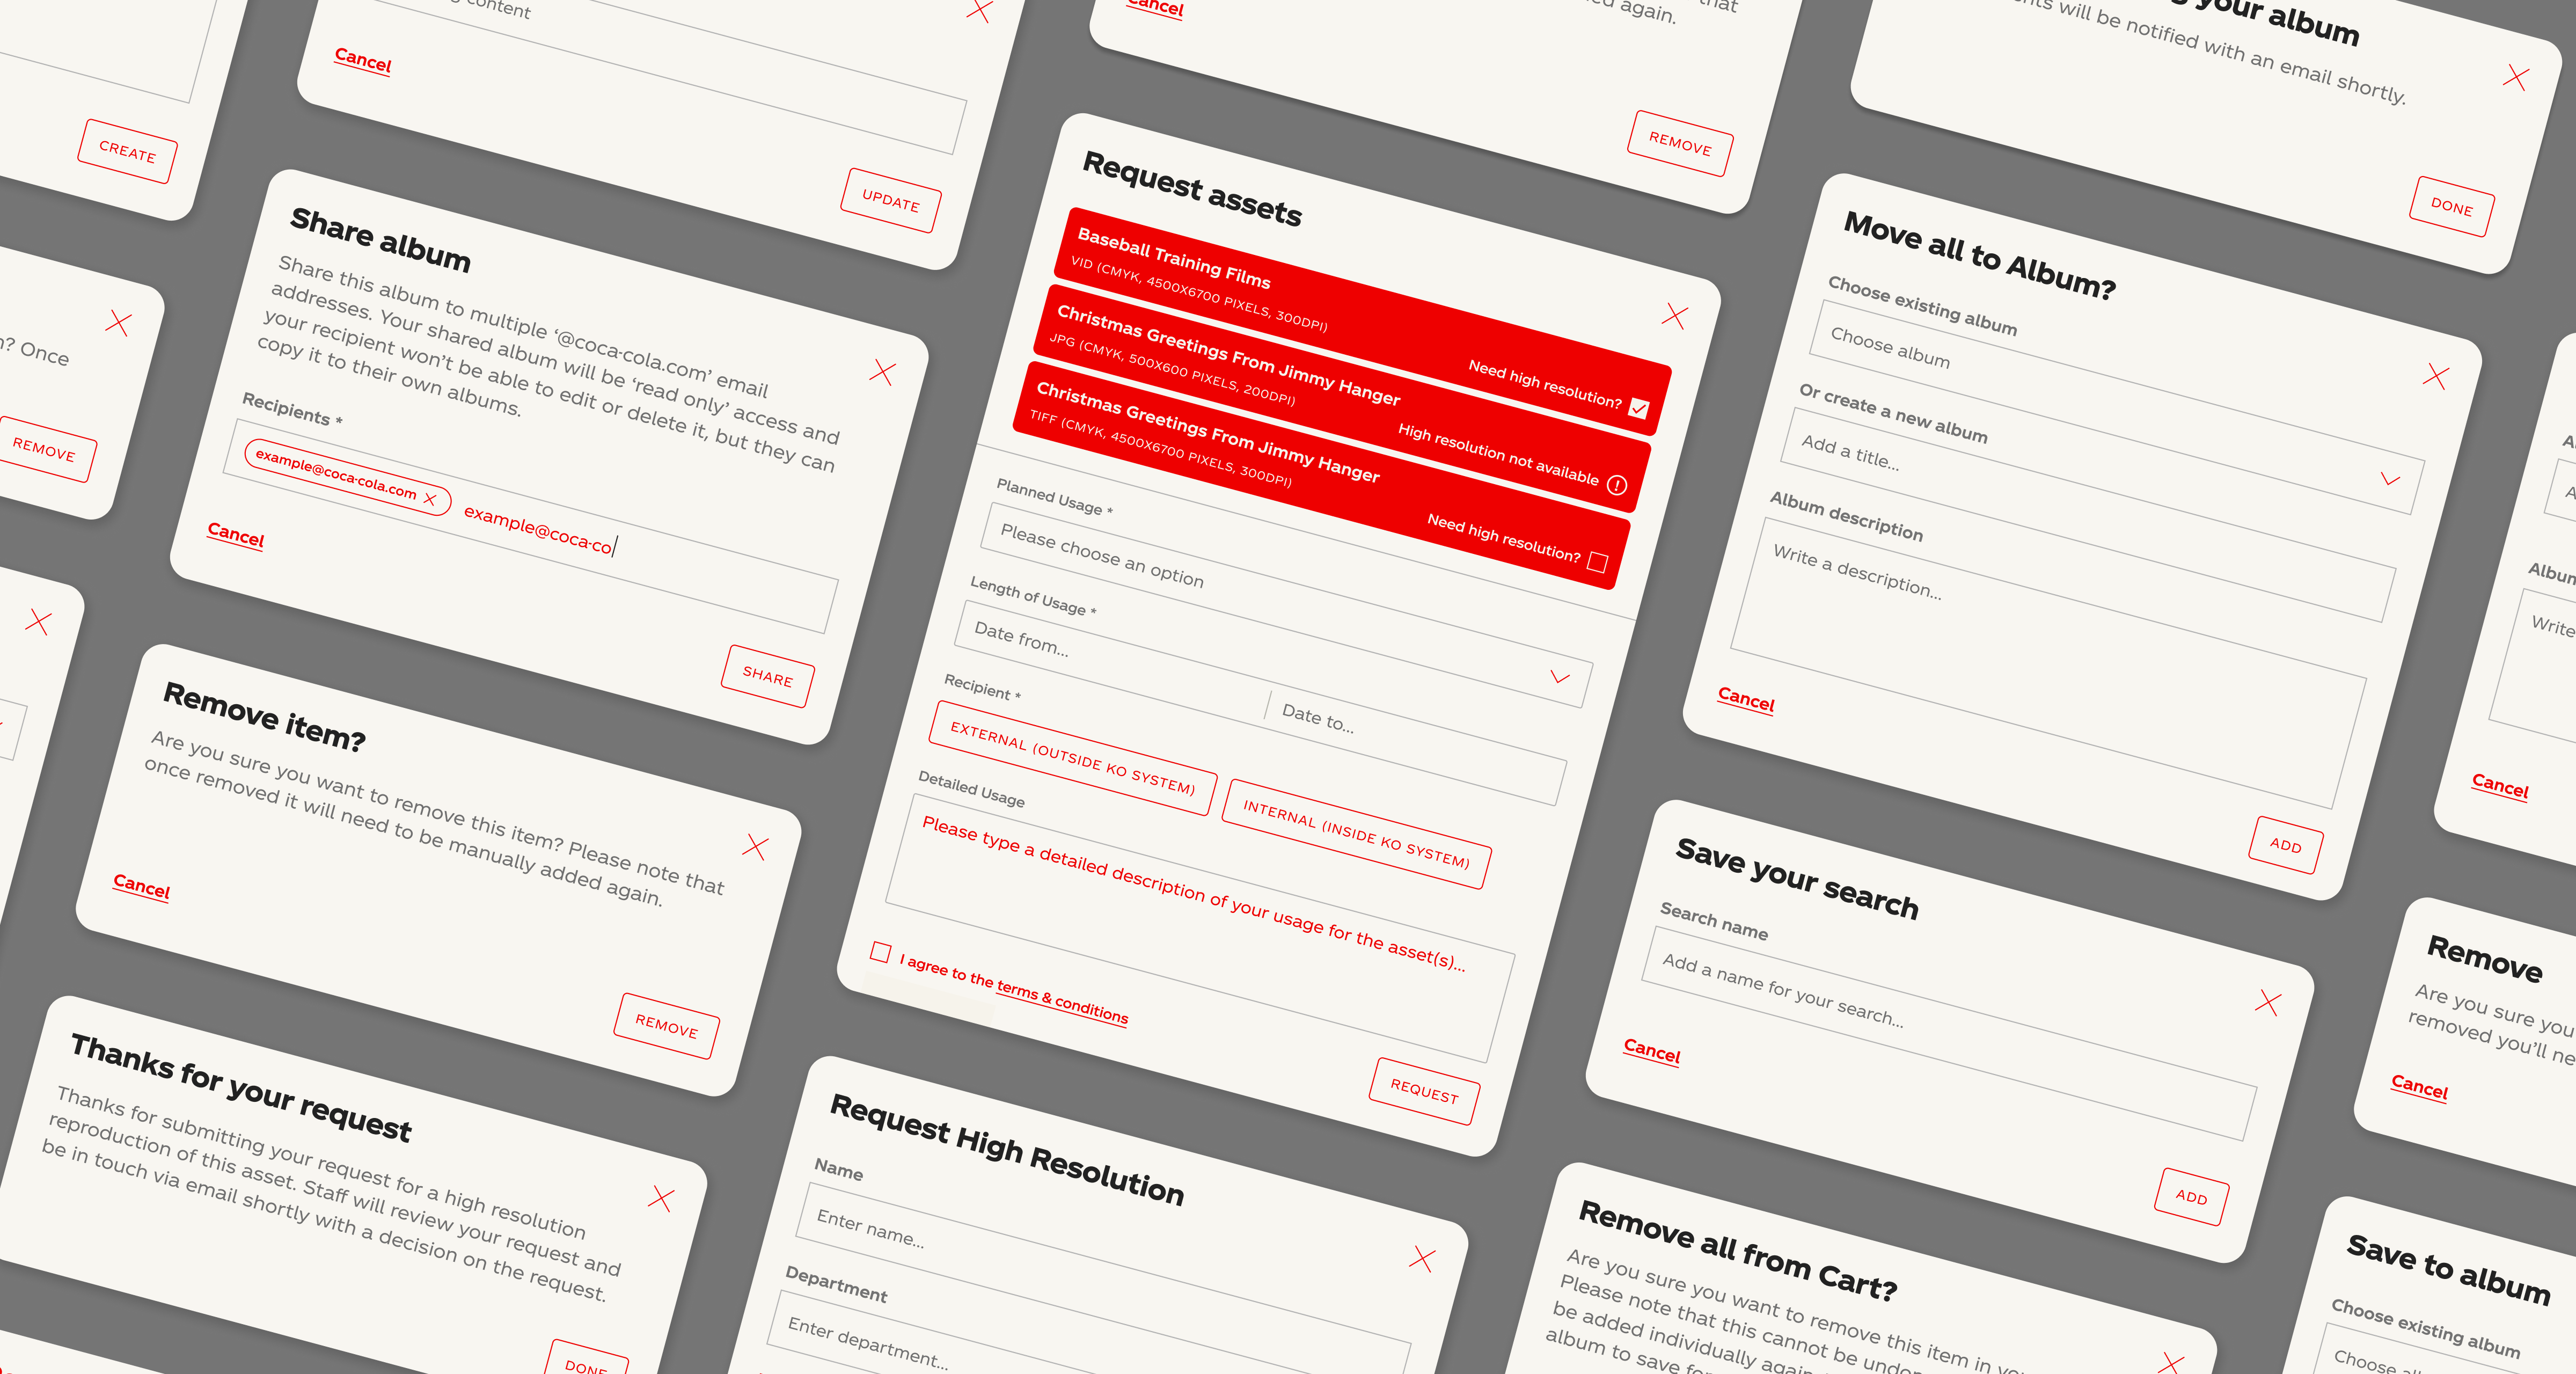 CREATE
content
Cancel
UPDATE
Cancel
that
again.
REMOVE
your album
will be notified with an email shortly.
DONE
? Once
REMOVE
Share album
Share this album to multiple ‘@coca-cola.com’ email
addresses. Your shared album will be ‘read only’ access and
your recipient won’t be able to edit or delete it, but they can
copy it to their own albums.
Recipients *
example@coca-cola.com
example@coca-co
Cancel
SHARE
Request assets
Baseball Training Films
VID (CMYK, 4500X6700 PIXELS, 300DPI)
Need high resolution?
Christmas Greetings From Jimmy Hanger
JPG (CMYK, 500X600 PIXELS, 200DPI)
High resolution not available
Christmas Greetings From Jimmy Hanger
TIFF (CMYK, 4500X6700 PIXELS, 300DPI)
Need high resolution?
Planned Usage *
Please choose an option
Length of Usage *
Date from...
Date to...
Recipient *
EXTERNAL (OUTSIDE KO SYSTEM)
INTERNAL (INSIDE KO SYSTEM)
Detailed Usage
Please type a detailed description of your usage for the asset(s)...
I agree to the terms & conditions
REQUEST
Move all to Album?
Choose existing album
Choose album
Or create a new album
Add a title...
Album description
Write a description...
Cancel
ADD
Album
Write
Cancel
Remove item?
Are you sure you want to remove this item? Please note that
once removed it will need to be manually added again.
Cancel
REMOVE
Save your search
Search name
Add a name for your search...
Cancel
ADD
Remove
Are you sure you
removed you’ll
Cancel
Thanks for your request
Thanks for submitting your request for a high resolution
reproduction of this asset. Staff will review your request and
be in touch via email shortly with a decision on the request.
DONE
Request High Resolution
Name
Enter name...
Department
Enter department...
Remove all from Cart?
Are you sure you want to remove this item in
Please note that this cannot be
be added individually again
album to save for
Save to album
Choose existing album
Choose